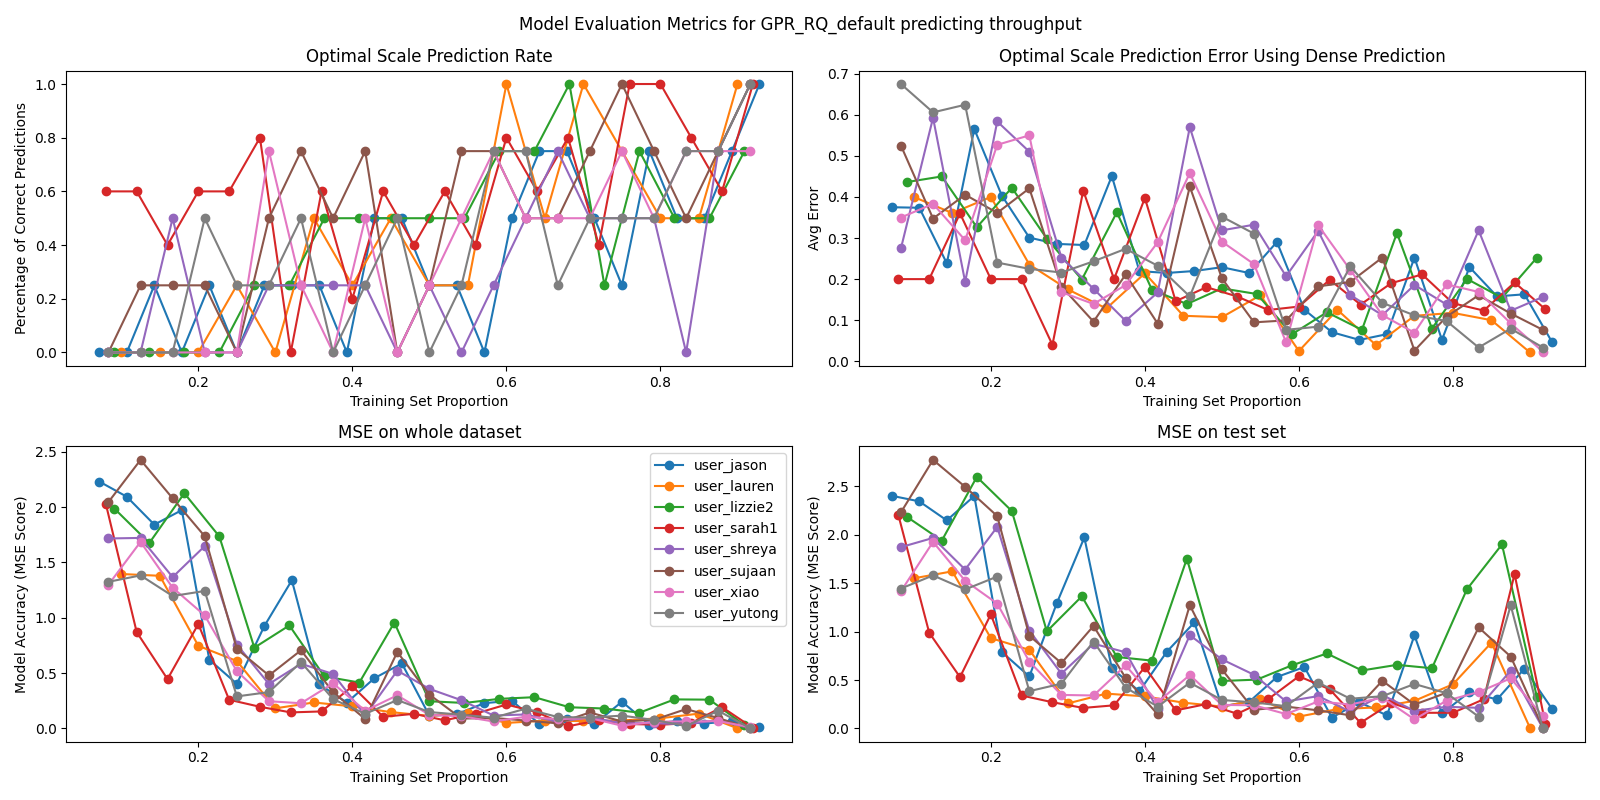 Model Evaluation Metrics for GPR_RQ_default predicting throughput
Optimal Scale Prediction Rate
Percentage of Correct Predictions
1.0
0.8
0.6
0.4
0.2
0.0
0.2 0.4 0.6 0.8
Training Set Proportion
Optimal Scale Prediction Error Using Dense Prediction
Avg Error
0.7
0.6
0.5
0.4
0.3
0.2
0.1
0.0
0.2 0.4 0.6 0.8
Training Set Proportion
MSE on whole dataset
Model Accuracy (MSE Score)
2.5
2.0
1.5
1.0
0.5
0.0
user_jason
user_lauren
user_lizzie2
user_sarah1
user_shreya
user_sujaan
user_xiao
user_yutong
0.2 0.4 0.6 0.8
Training Set Proportion
MSE on test set
Model Accuracy (MSE Score)
2.5
2.0
1.5
1.0
0.5
0.0
0.2 0.4 0.6 0.8
Training Set Proportion